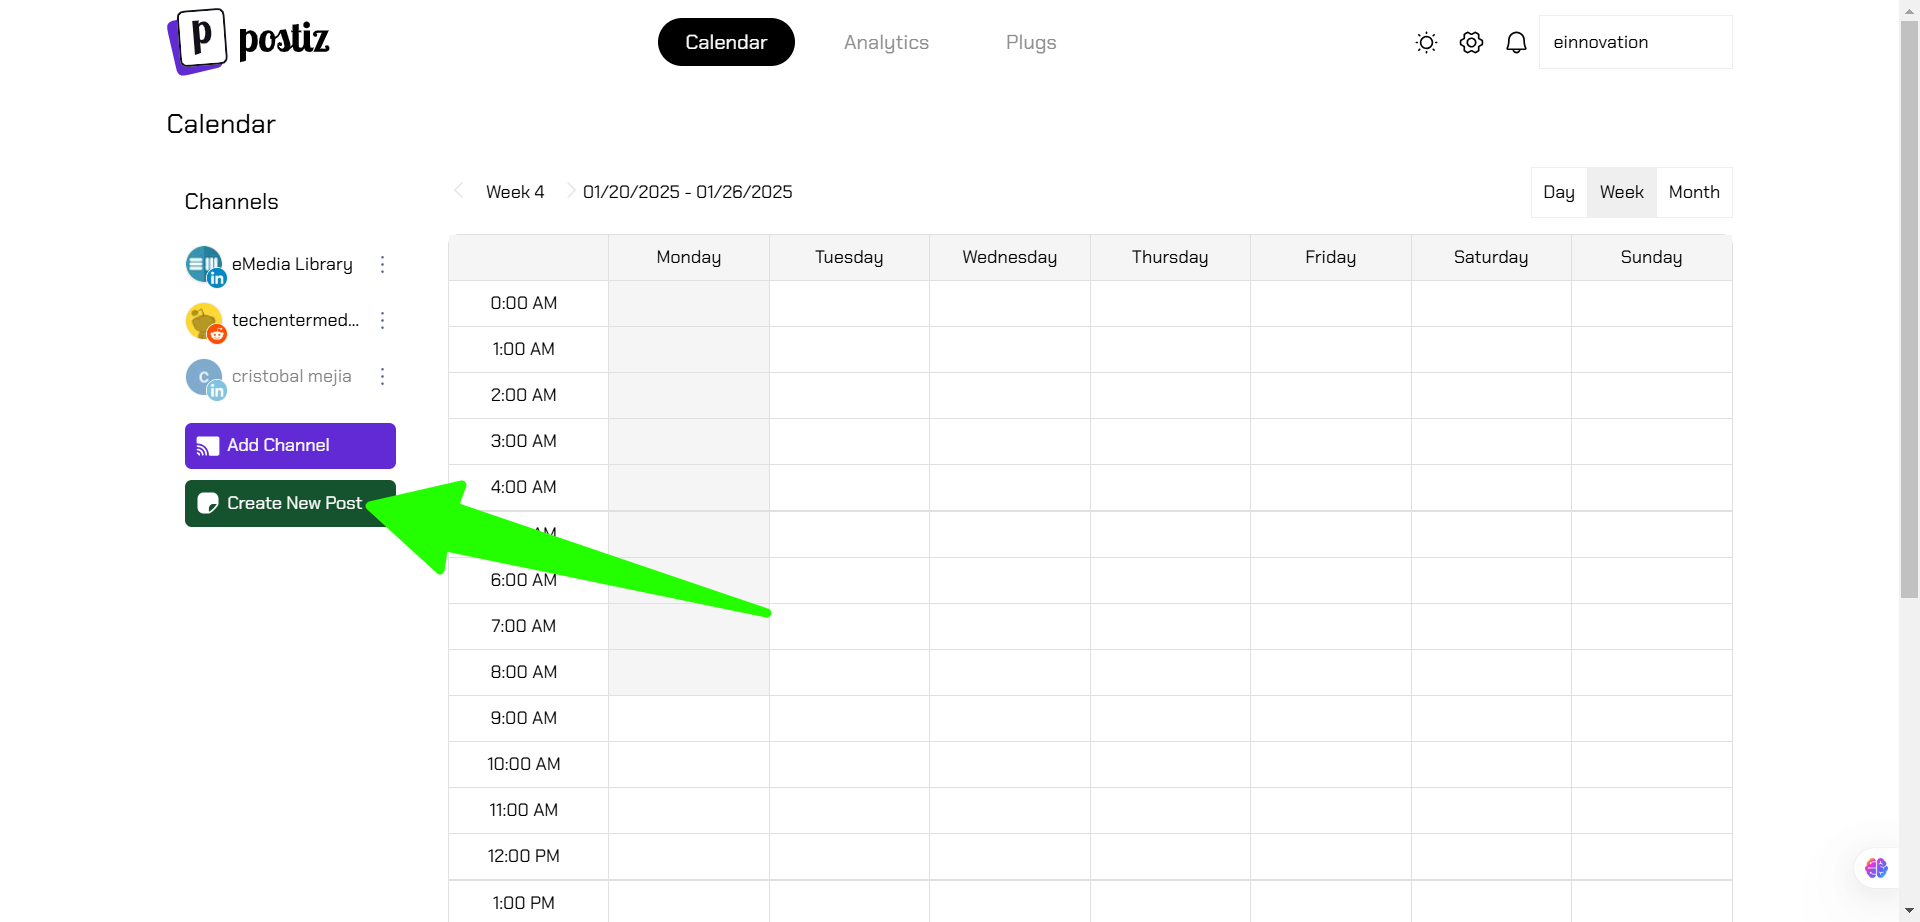 p postiz
Calendar
Analytics
Plugs
einnovation
Calendar
Channels
Week 4
01/20/2025 - 01/26/2025
Day
Week
Month
eMedia Library
techentermed...
cristobal mejia
Add Channel
Create New Post
Monday
Tuesday
Wednesday
Thursday
Friday
Saturday
Sunday
0:00 AM
1:00 AM
2:00 AM
3:00 AM
4:00 AM
AM
6:00 AM
7:00 AM
8:00 AM
9:00 AM
10:00 AM
11:00 AM
12:00 PM
1:00 PM